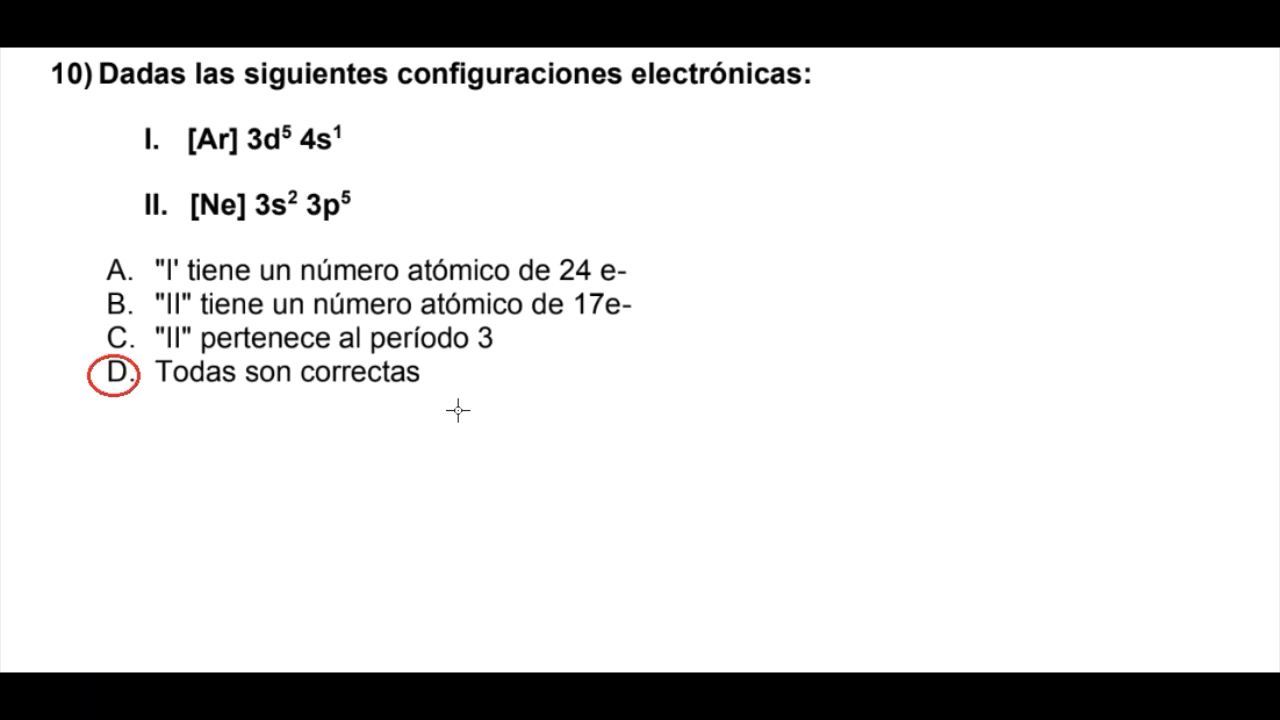 10) Dadas las siguientes configuraciones electrónicas:
I. [Ar] 3d⁵ 4s¹
II. [Ne] 3s² 3p⁵
A. "I' tiene un número atómico de 24 e-
B. "II" tiene un número atómico de 17e-
C. "II" pertenece al período 3
D. Todas son correctas